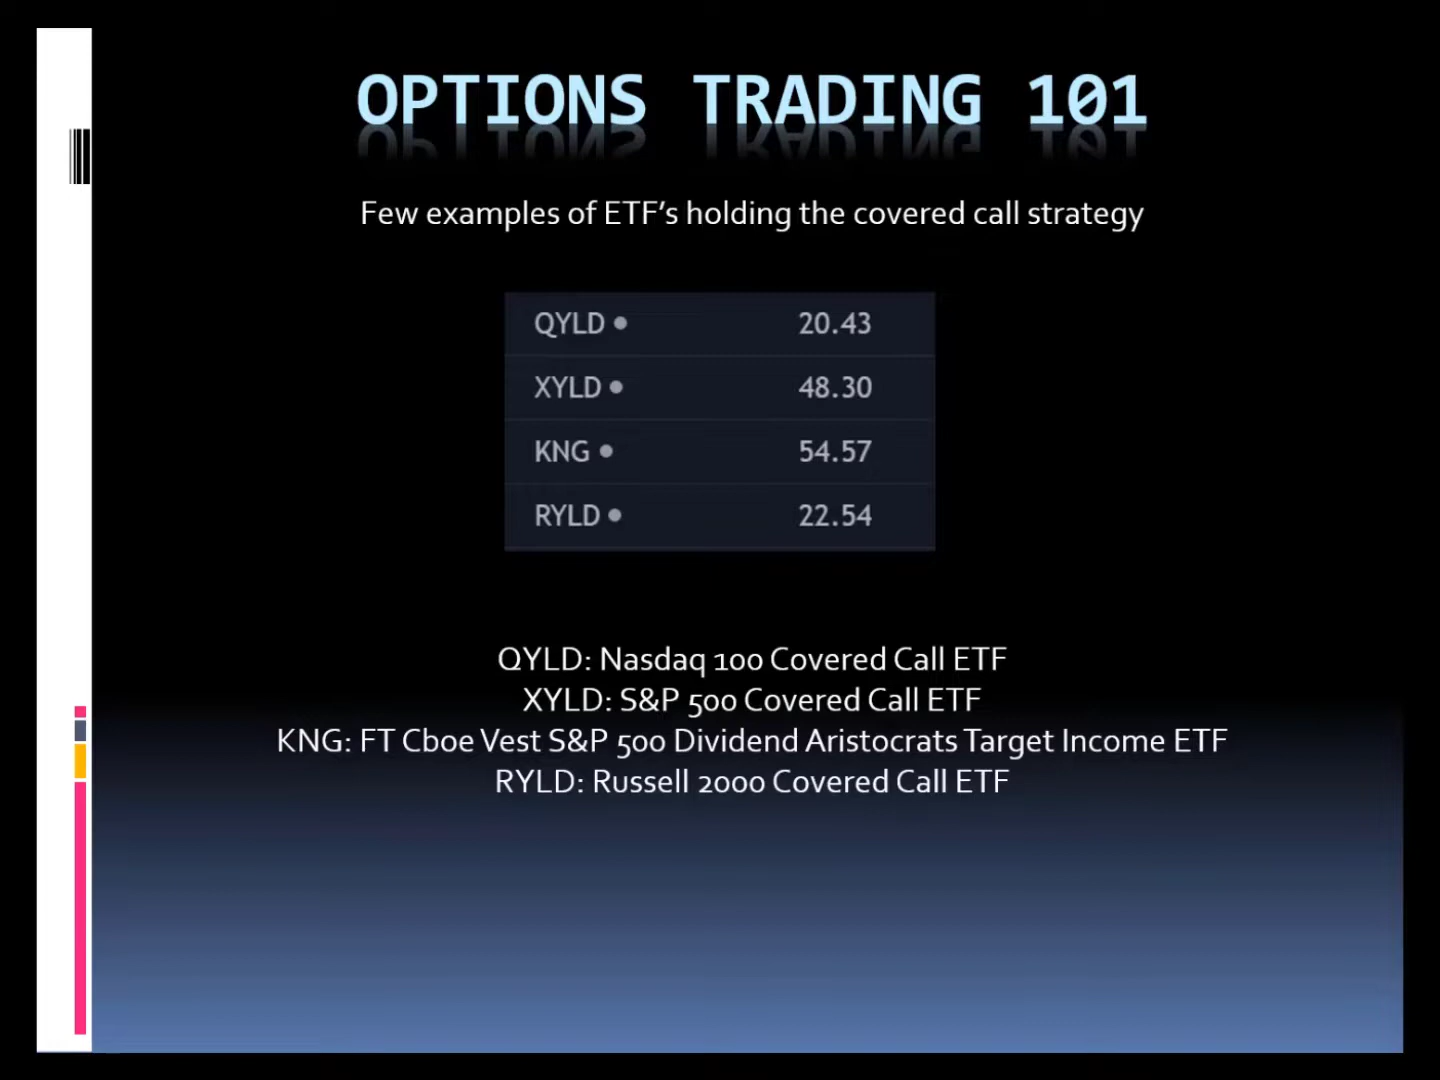 OPTIONS TRADING 101
Few examples of ETF’s holding the covered call strategy
QYLD • 20.43
XYLD • 48.30
KNG • 54.57
RYLD • 22.54
QYLD: Nasdaq 100 Covered Call ETF
XYLD: S&P 500 Covered Call ETF
KNG: FT Cboe Vest S&P 500 Dividend Aristocrats Target Income ETF
RYLD: Russell 2000 Covered Call ETF